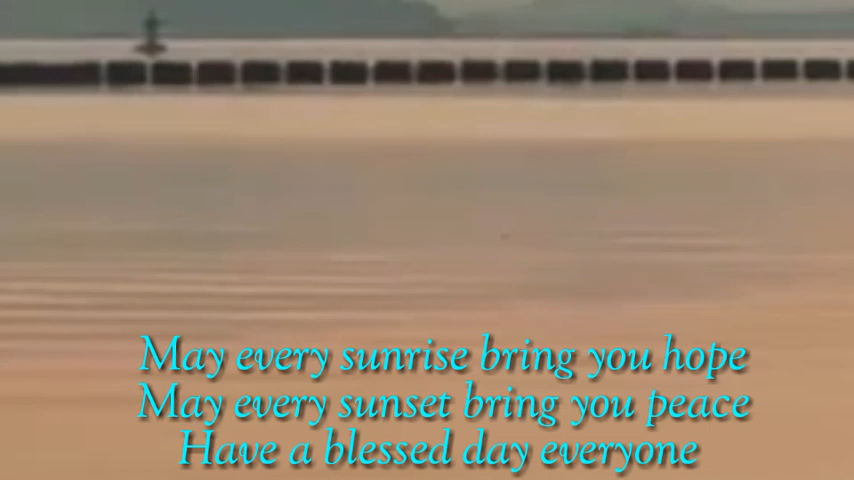 May every sunrise bring you hope
May every sunset bring you peace
Have a blessed day everyone